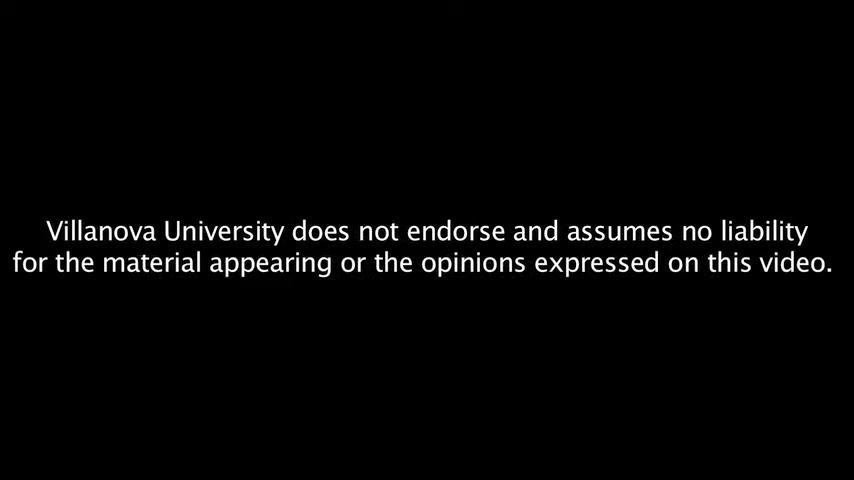 Villanova University does not endorse and assumes no liability
for the material appearing or the opinions expressed on this video.